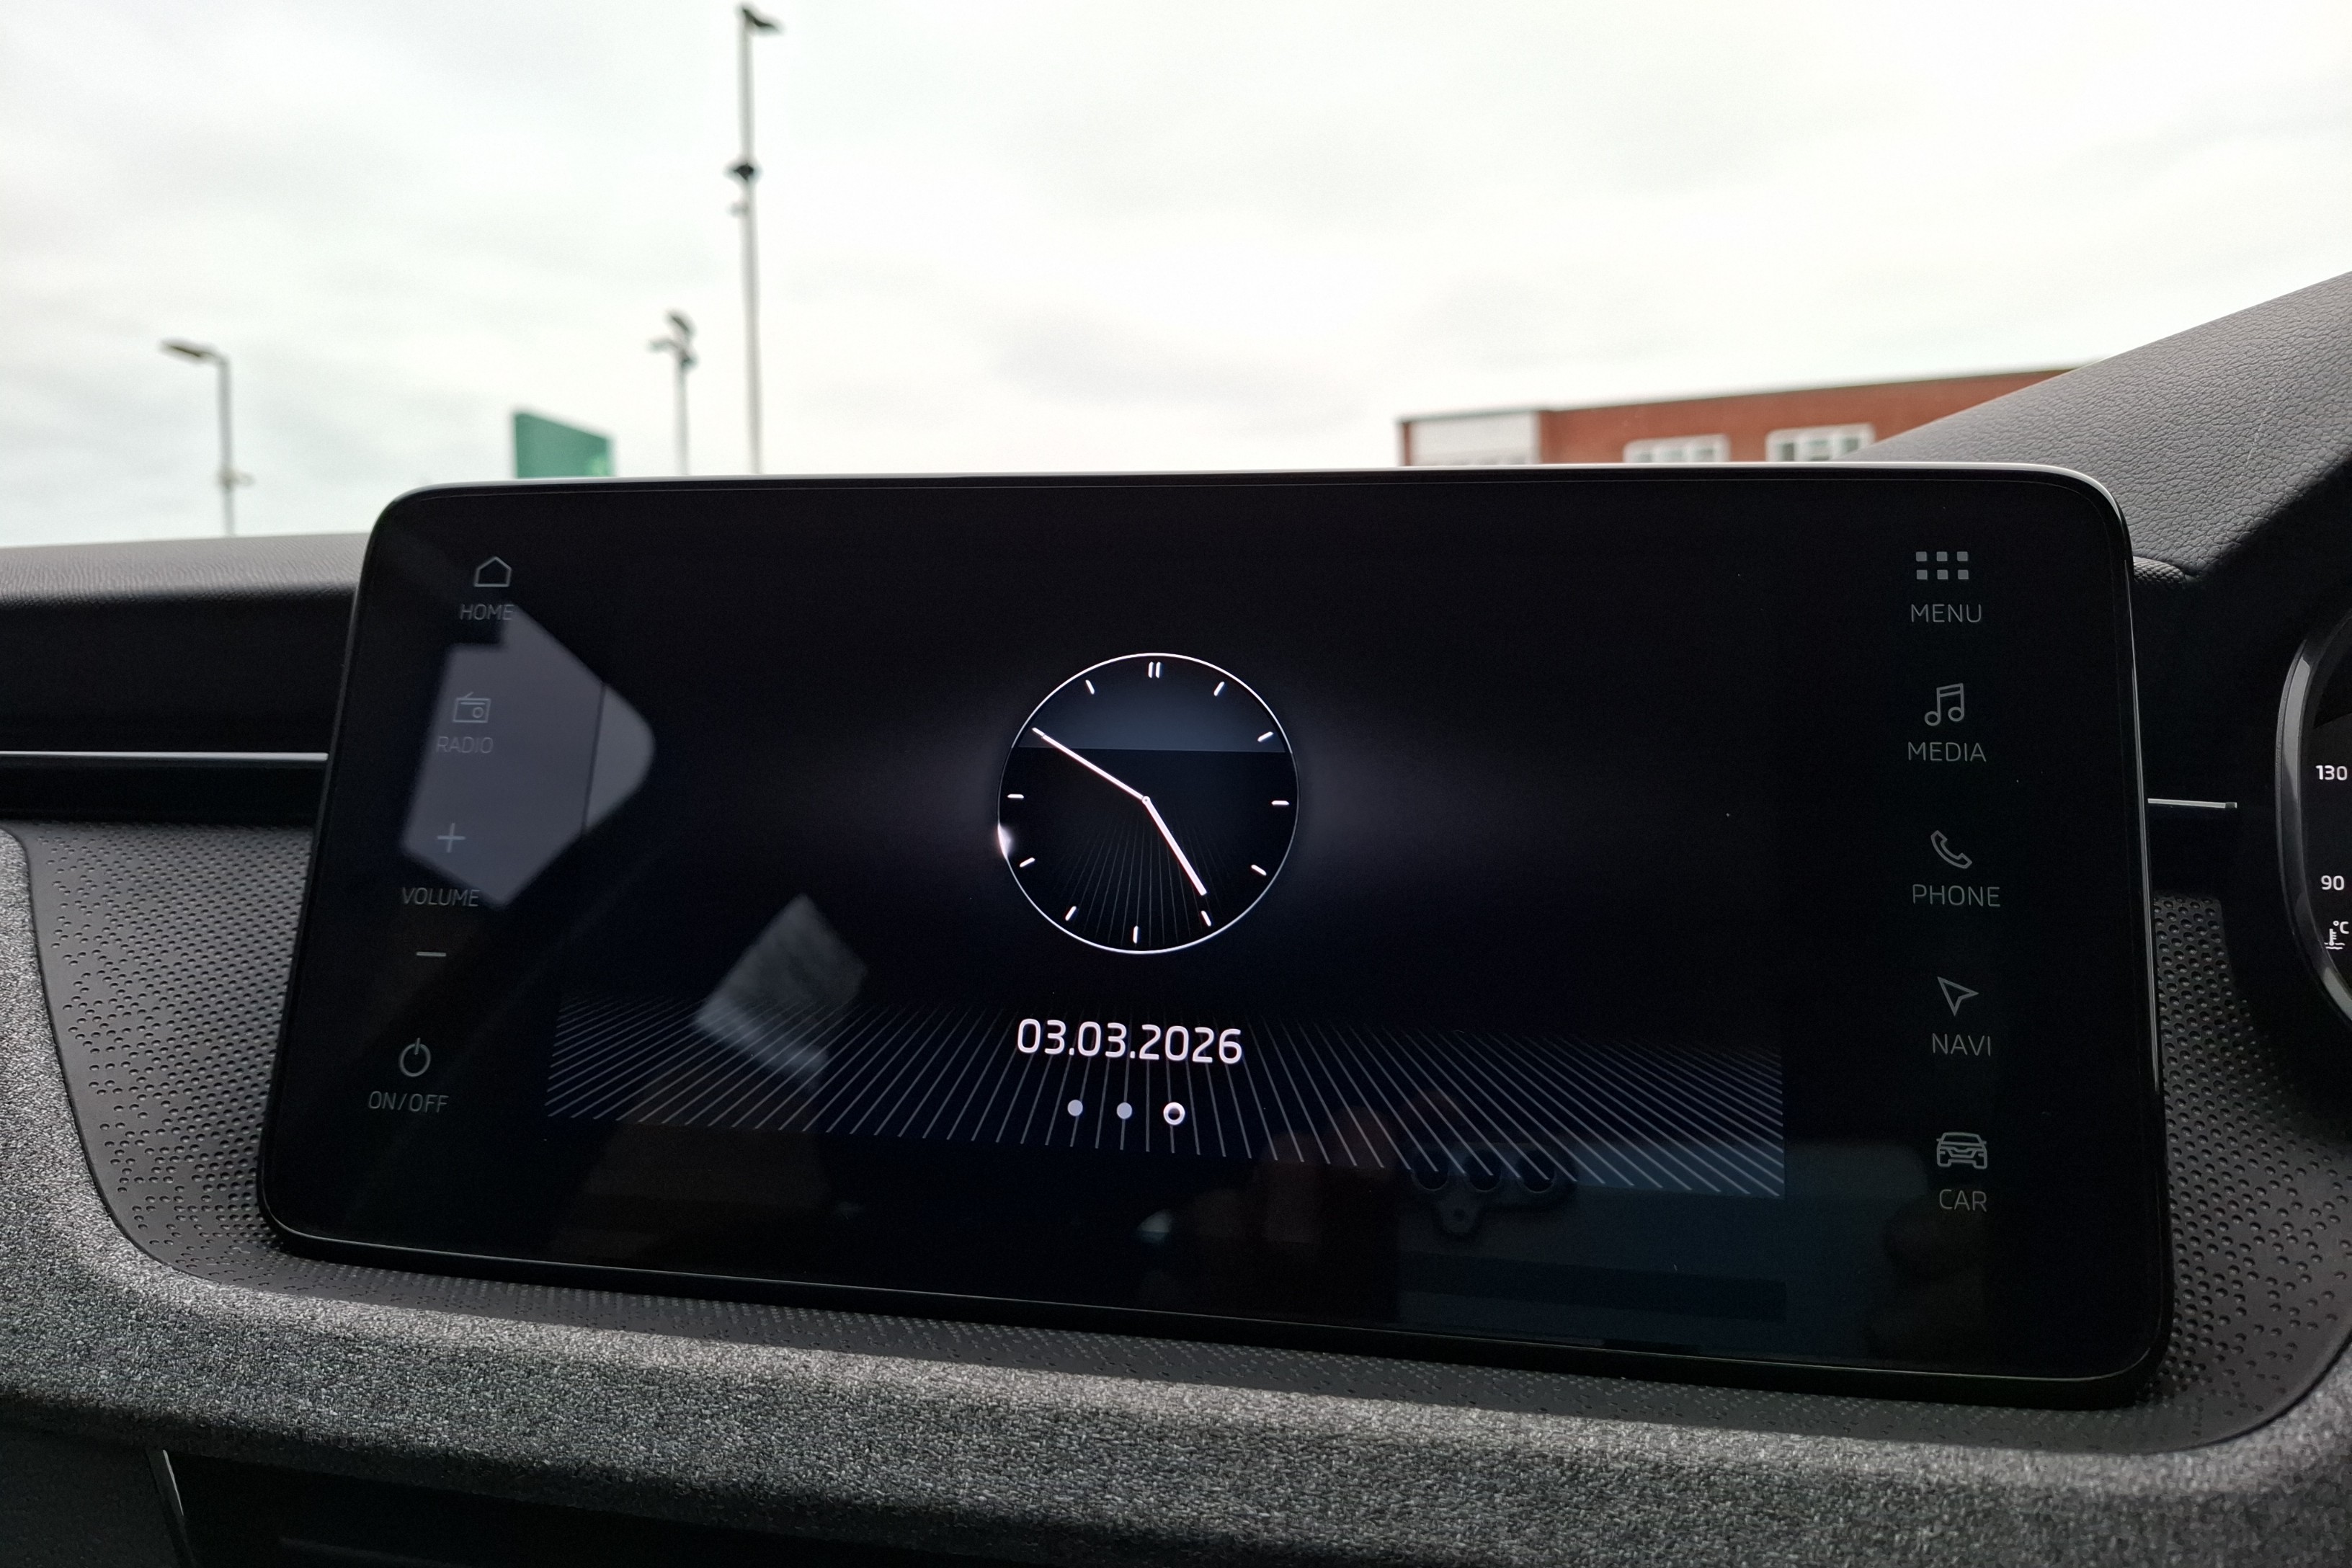 HOME
RADIO
VOLUME
ON/OFF
03.03.2026
MENU
MEDIA
PHONE
NAVI
CAR
130
90
°C